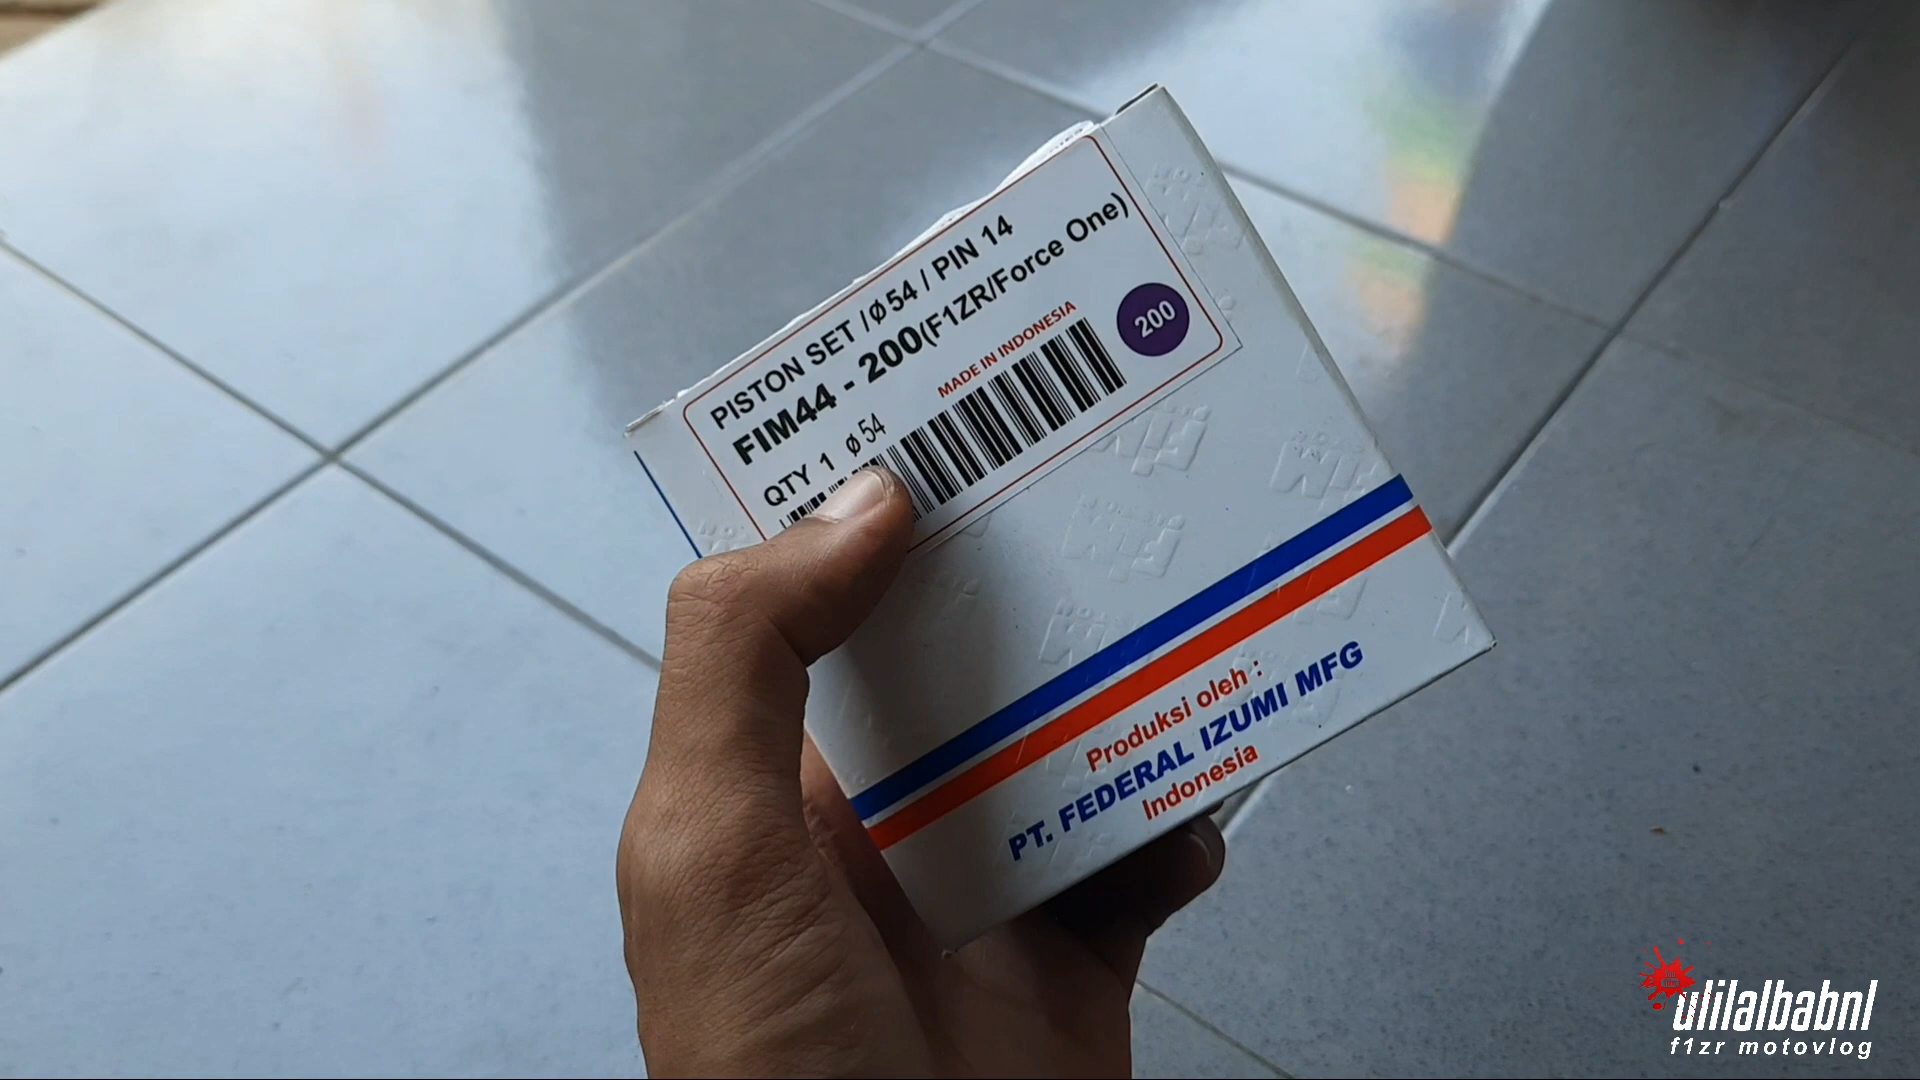 PISTON SET /Ø54 / PIN 14
FIM44 - 200(F1ZR/Force One)
QTY 1 Ø 54
MADE IN INDONESIA
200
Produksi oleh :
PT. FEDERAL IZUMI MFG
Indonesia
ulilalbabnl
f1zr motovlog